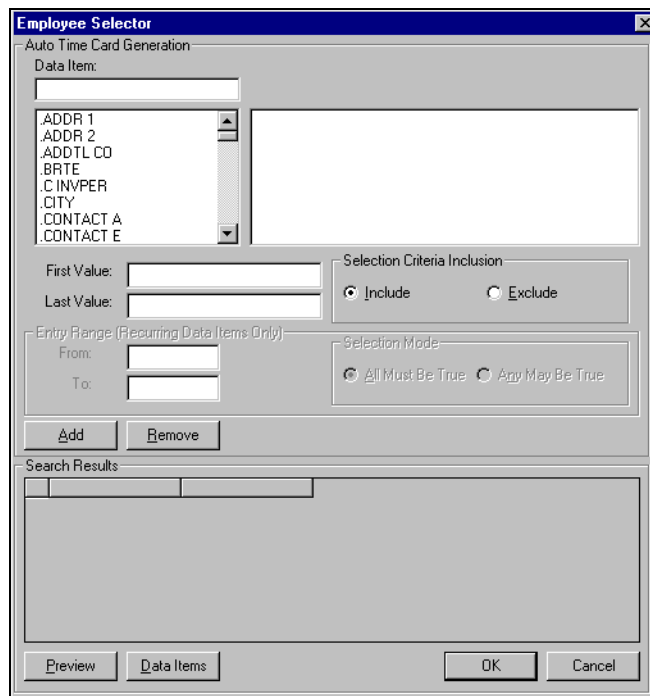 Employee Selector
Auto Time Card Generation
Data Item:
.ADDR 1
.ADDR 2
.ADDTL CO
.BRTE
.C INVPER
.CITY
.CONTACT A
.CONTACT E
First Value:
Last Value:
Selection Criteria Inclusion
Include Exclude
Entry Range (Recurring Data Items Only)
From:
To:
Selection Mode
All Must Be True Any May Be True
Add Remove
Search Results
Preview Data Items OK Cancel